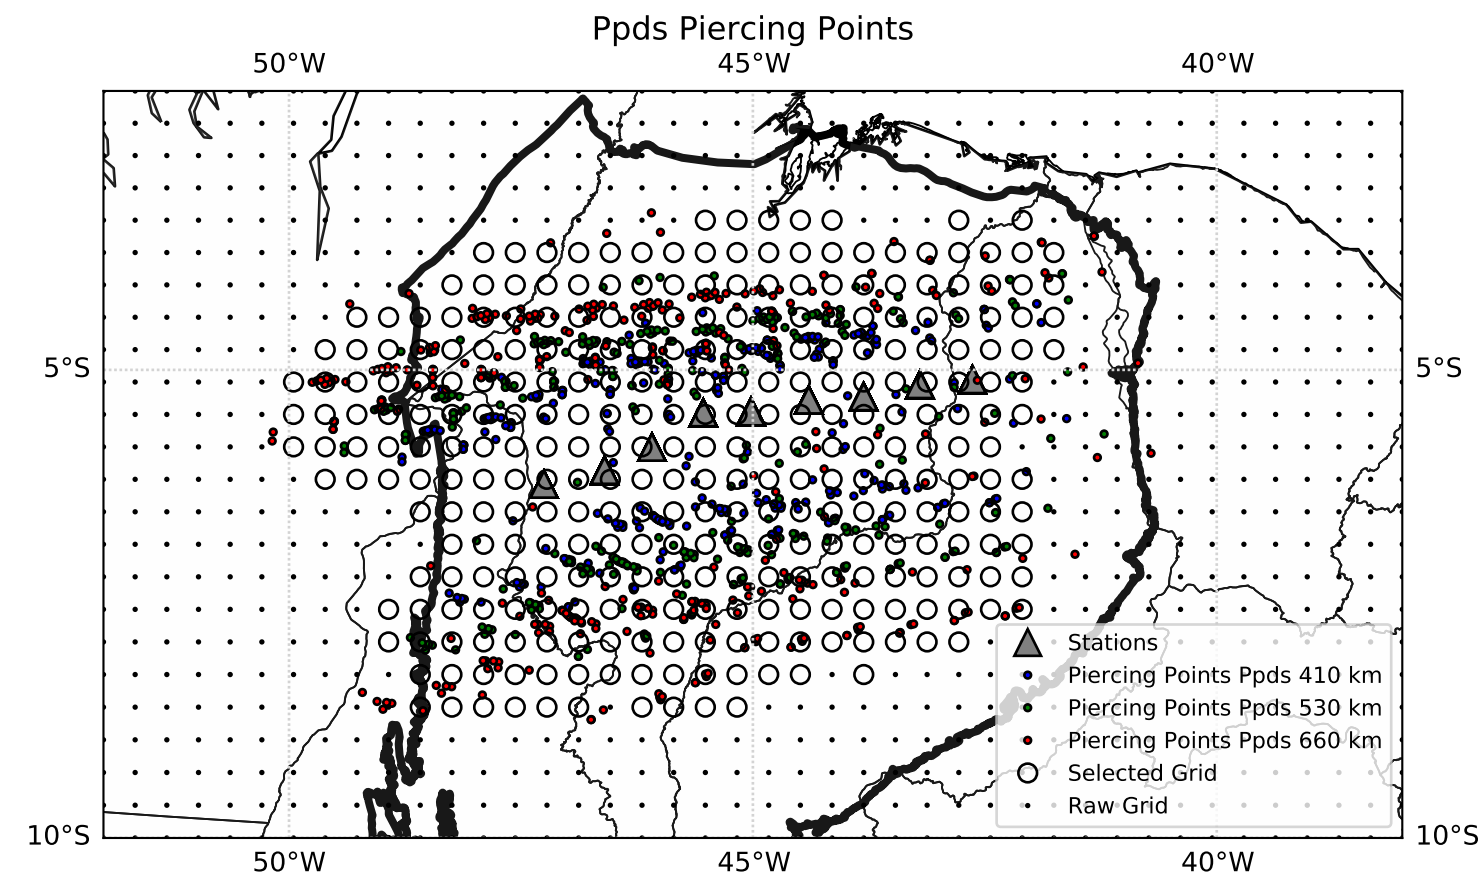 Ppds Piercing Points
50°W 45°W 40°W
5°S 5°S
Stations
Piercing Points Ppds 410 km
Piercing Points Ppds 530 km
Piercing Points Ppds 660 km
Selected Grid
Raw Grid
10°S 10°S
50°W 45°W 40°W